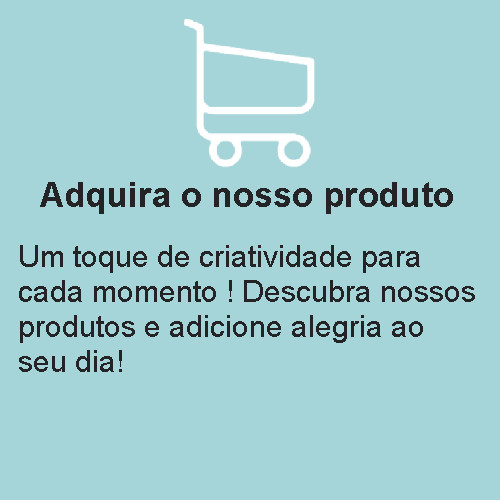 Adquira o nosso produto
Um toque de criatividade para
cada momento ! Descubra nossos
produtos e adicione alegria ao
seu dia!